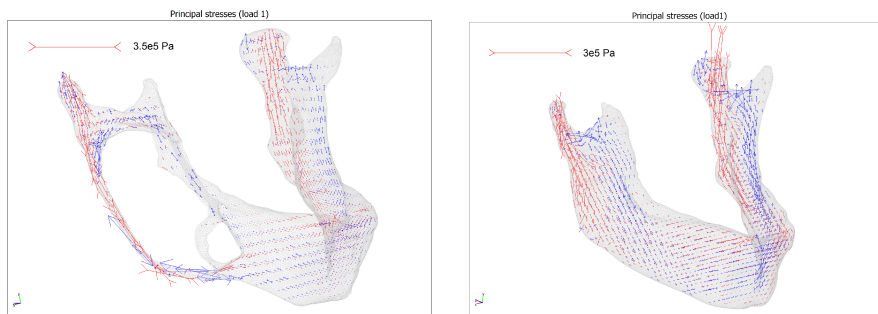 Principal stresses (load 1)
3.5e5 Pa
Principal stresses (load1)
3e5 Pa